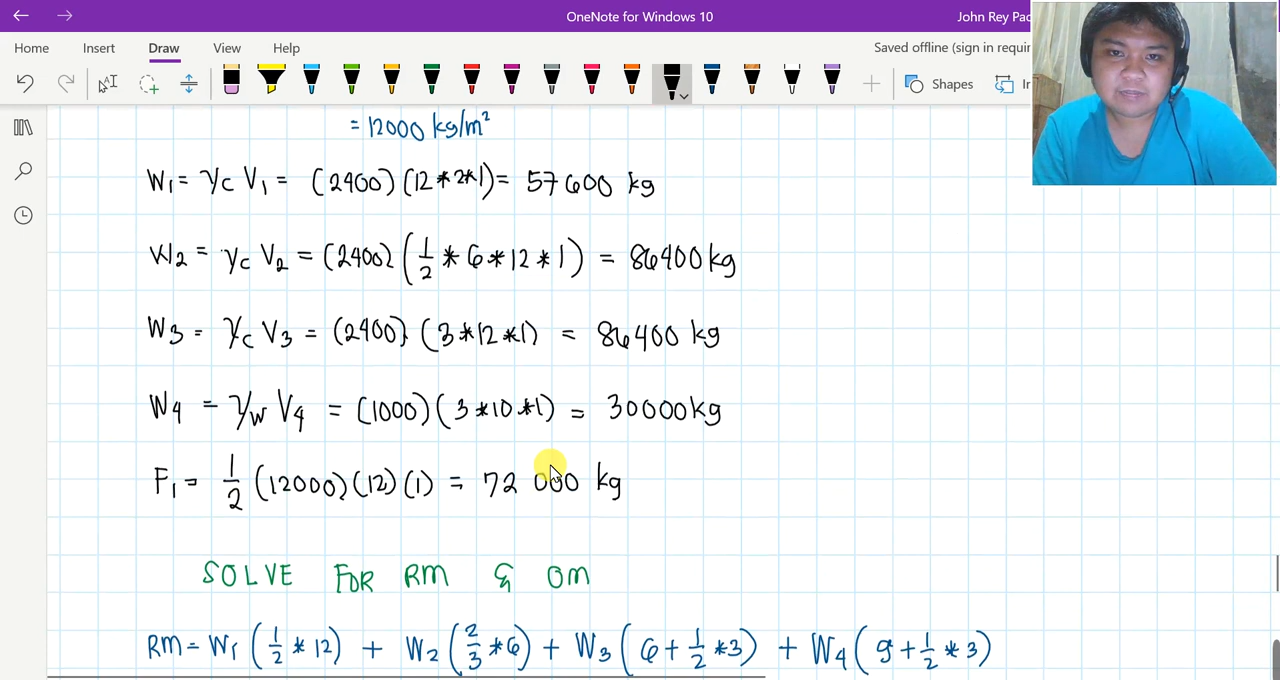 OneNote for Windows 10
John Rey Pac
Home Insert Draw View Help
Saved offline (sign in requir
Shapes
In
= 12000 kg/m²
W₁ = γc V₁ = (2400)(12*2*1) = 57600 kg
W₂ = γc V₂ = (2400)(1/2 * 6 * 12 * 1) = 86400 kg
W₃ = γc V₃ = (2400)(3*12*1) = 86400 kg
W₄ = γw V₄ = (1000)(3*10*1) = 30000 kg
F₁ = 1/2 (12000)(12)(1) = 72 000 kg
SOLVE FOR RM & OM
RM = W₁ (1/2 * 12) + W₂ (2/3 * 6) + W₃ (6 + 1/2 * 3) + W₄ (9 + 1/2 * 3)